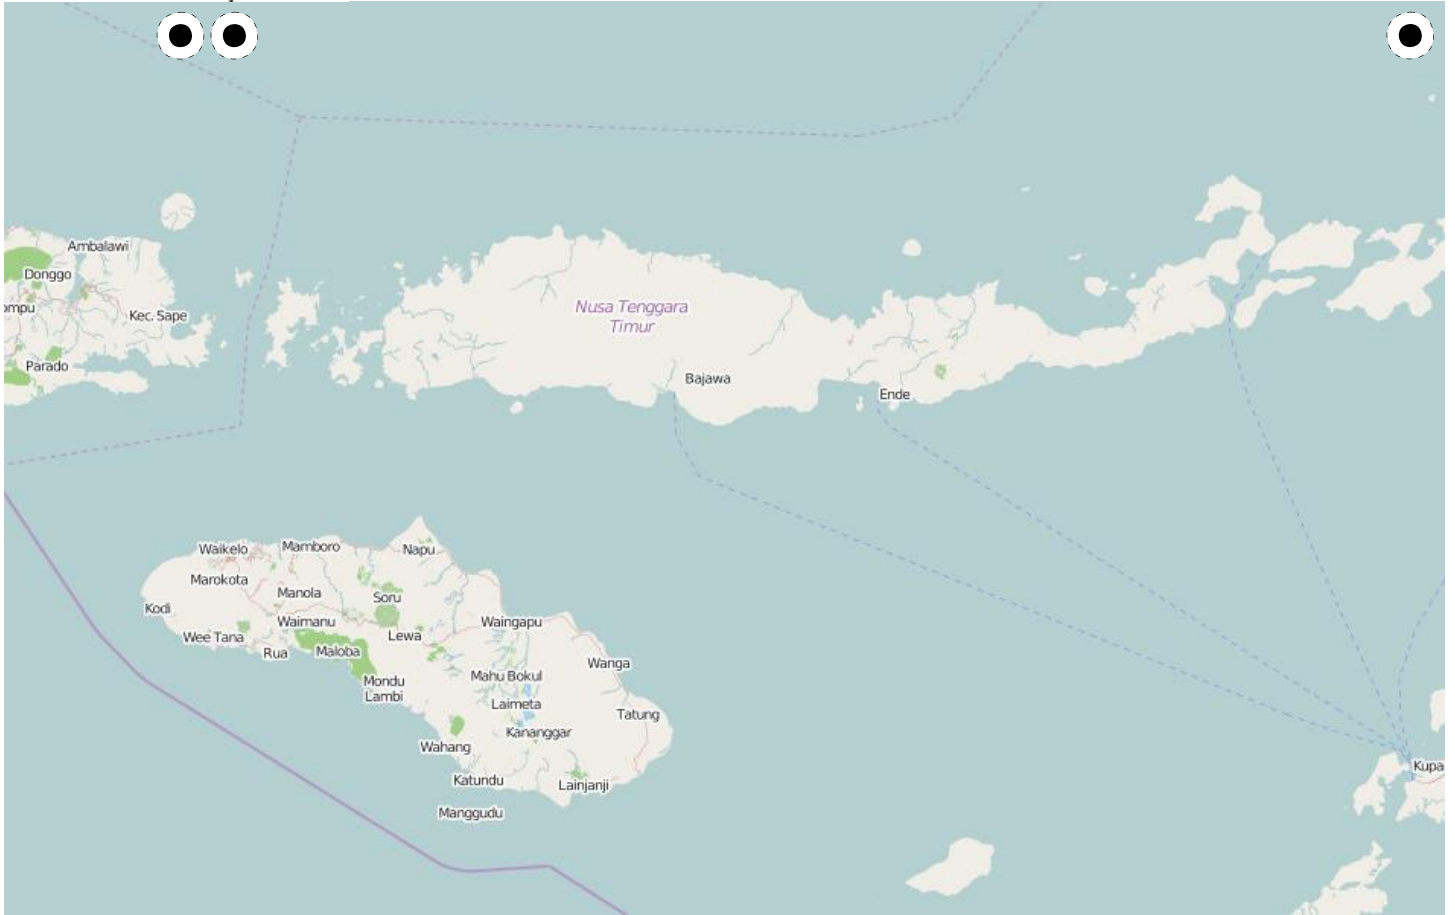 Ambalawi
Donggo
ompu
Kec. Sape
Parado
Nusa Tenggara
Timur
Bajawa
Ende
Waikelo
Mamboro
Napu
Marokota
Manola
Soru
Kodi
Waimanu
Waingapu
Wee Tana
Lewa
Rua
Maloba
Wanga
Mondu
Lambi
Mahu Bokul
Laimeta
Tatung
Kananggar
Wahang
Kupa
Katundu
Lainjanji
Manggudu